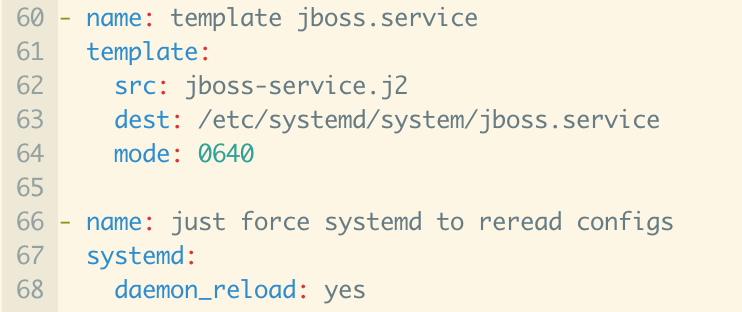 60 - name: template jboss.service
61   template:
62     src: jboss-service.j2
63     dest: /etc/systemd/system/jboss.service
64     mode: 0640
65
66 - name: just force systemd to reread configs
67   systemd:
68     daemon_reload: yes